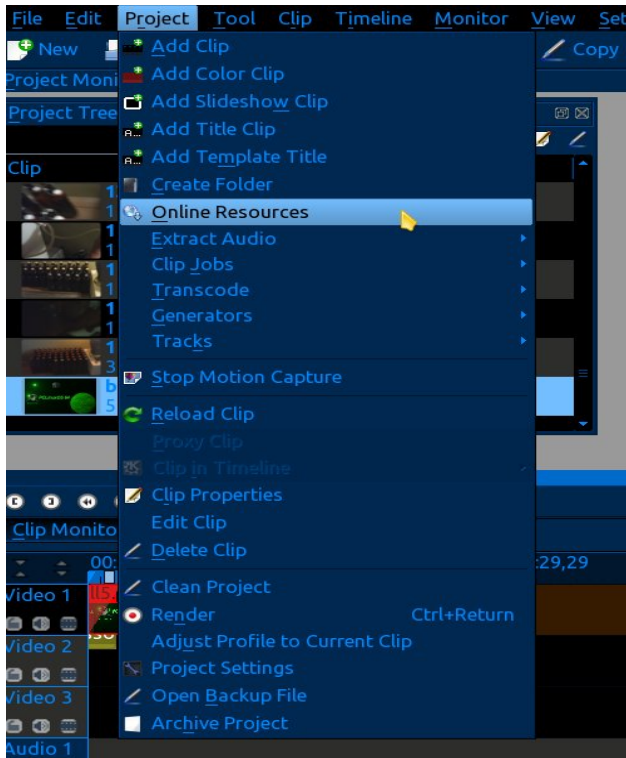 File Edit Project Tool Clip Timeline Monitor View Set
New Copy
Project Moni
Project Tree
Clip
Add Clip
Add Color Clip
Add Slideshow Clip
Add Title Clip
Add Template Title
Create Folder
Online Resources
Extract Audio
Clip Jobs
Transcode
Generators
Tracks
Stop Motion Capture
Reload Clip
Proxy Clip
Clip in Timeline
Clip Properties
Edit Clip
Delete Clip
Clean Project
Render Ctrl+Return
Adjust Profile to Current Clip
Project Settings
Open Backup File
Archive Project
Clip Monito
00: :29,29
Video 1
Video 2
Video 3
Audio 1